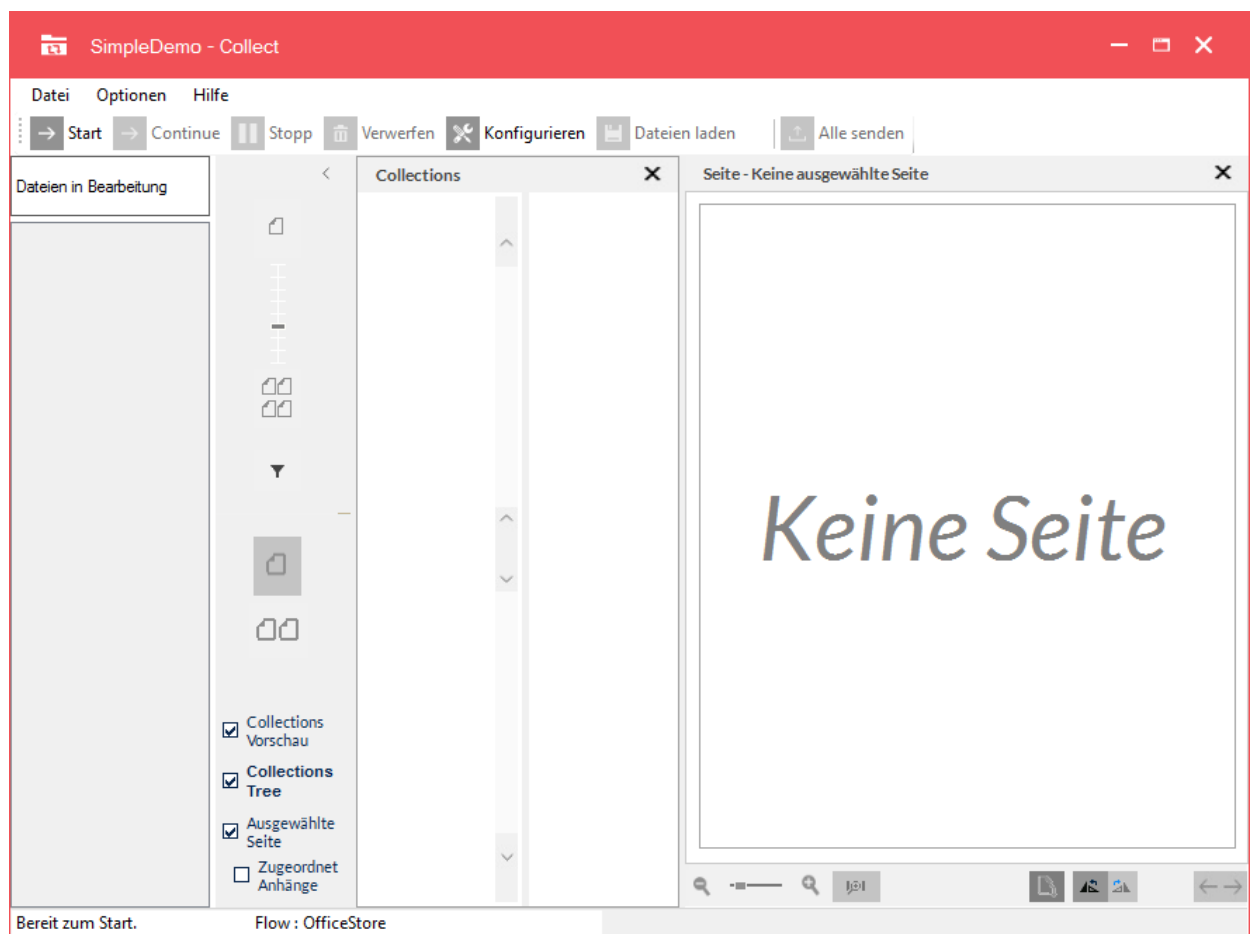 SimpleDemo - Collect
Datei Optionen Hilfe
Start Continue Stopp Verwerfen Konfigurieren Dateien laden Alle senden
Dateien in Bearbeitung
Collections
Seite - Keine ausgewählte Seite
Keine Seite
Collections
Vorschau
Collections
Tree
Ausgewählte
Seite
Zugeordnet
Anhänge
Bereit zum Start. Flow : OfficeStore